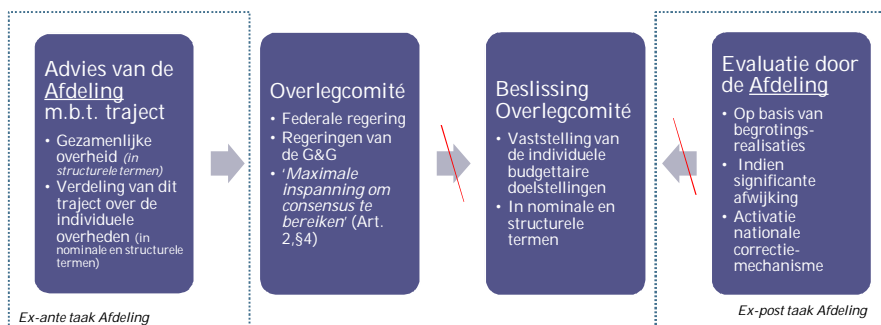 Advies van de
Afdeling
m.b.t. traject
• Gezamenlijke
overheid (in
structurele termen)
• Verdeling van dit
traject over de
individuele
overheden (in
nominale en structurele
termen)
Ex-ante taak Afdeling
Overlegcomité
• Federale regering
• Regeringen van
de G&G
• 'Maximale
inspanning om
consensus te
bereiken' (Art.
2,§4)
Beslissing
Overlegcomité
• Vaststelling van
de individuele
budgettaire
doelstellingen
• In nominale en
structurele
termen
Evaluatie door
de Afdeling
• Op basis van
begrotings-
realisaties
• Indien
significante
afwijking
• Activatie
nationale
correctie-
mechanisme
Ex-post taak Afdeling